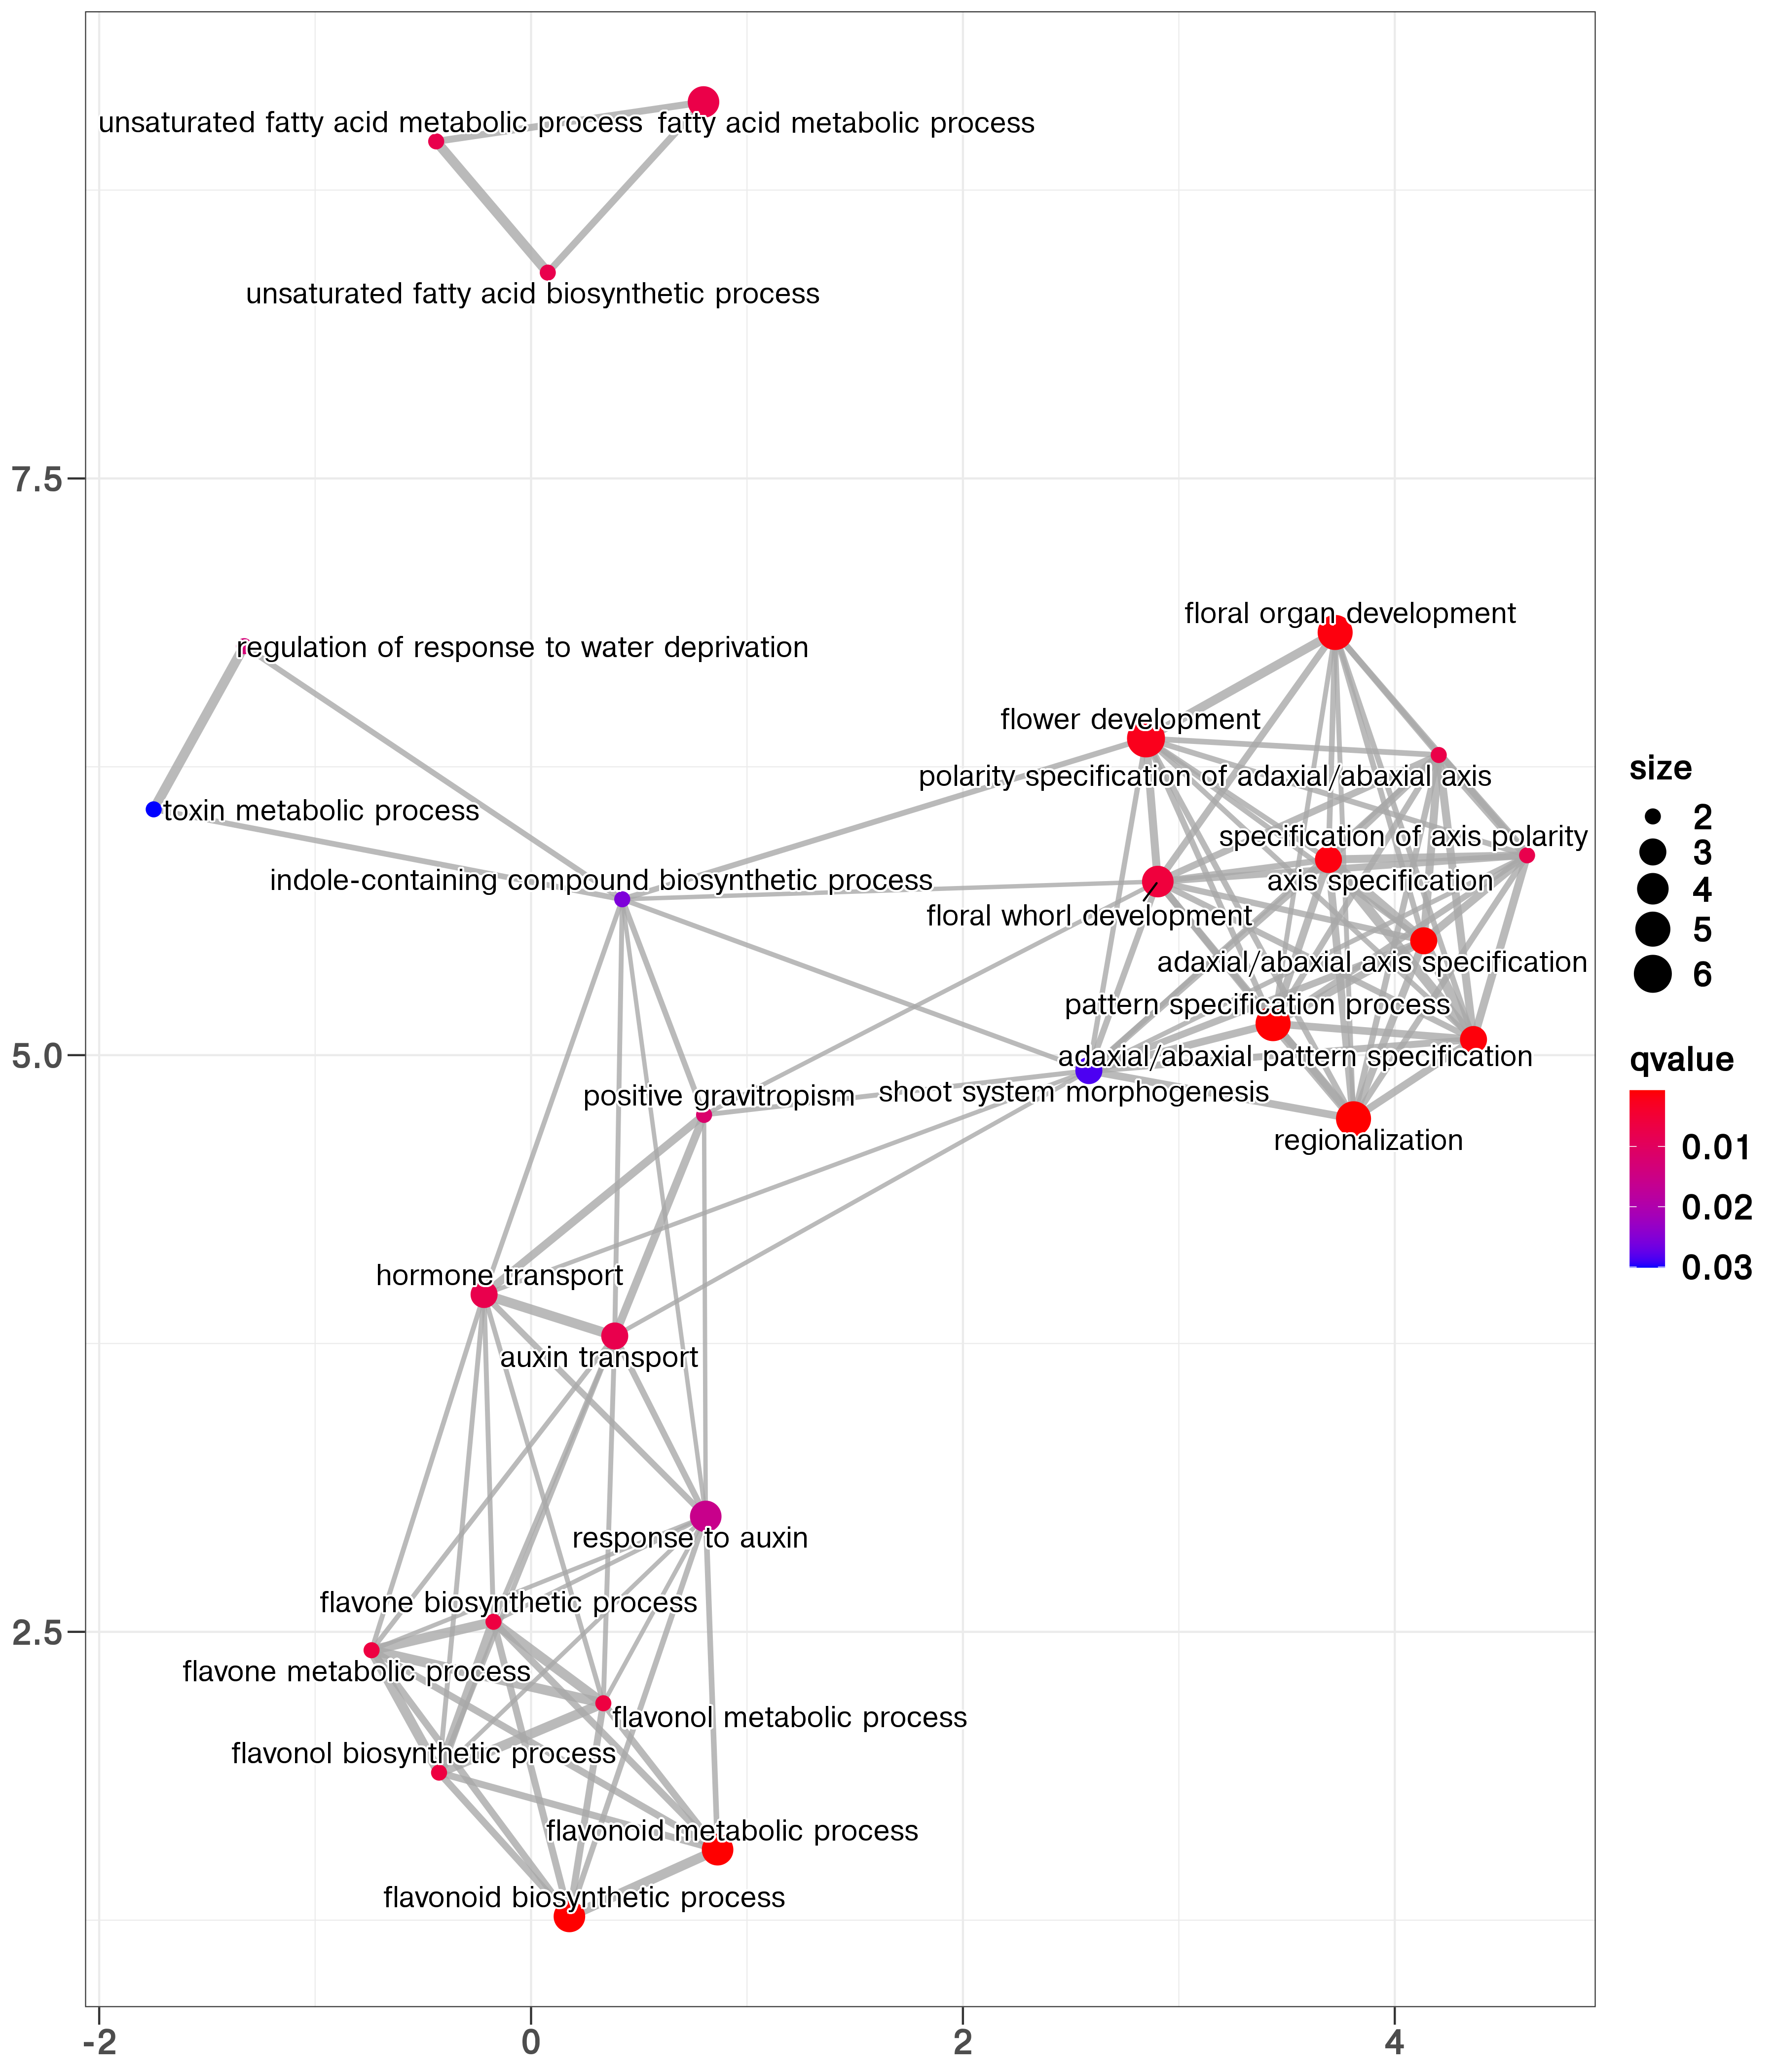 unsaturated fatty acid metabolic process
fatty acid metabolic process
unsaturated fatty acid biosynthetic process
7.5
floral organ development
regulation of response to water deprivation
flower development
polarity specification of adaxial/abaxial axis
toxin metabolic process
specification of axis polarity
indole-containing compound biosynthetic process
axis specification
floral whorl development
adaxial/abaxial axis specification
pattern specification process
5.0
adaxial/abaxial pattern specification
positive gravitropism
shoot system morphogenesis
regionalization
hormone transport
auxin transport
response to auxin
flavone biosynthetic process
2.5
flavone metabolic process
flavonol metabolic process
flavonol biosynthetic process
flavonoid metabolic process
flavonoid biosynthetic process
-2
0
2
4
size
2
3
4
5
6
qvalue
0.01
0.02
0.03